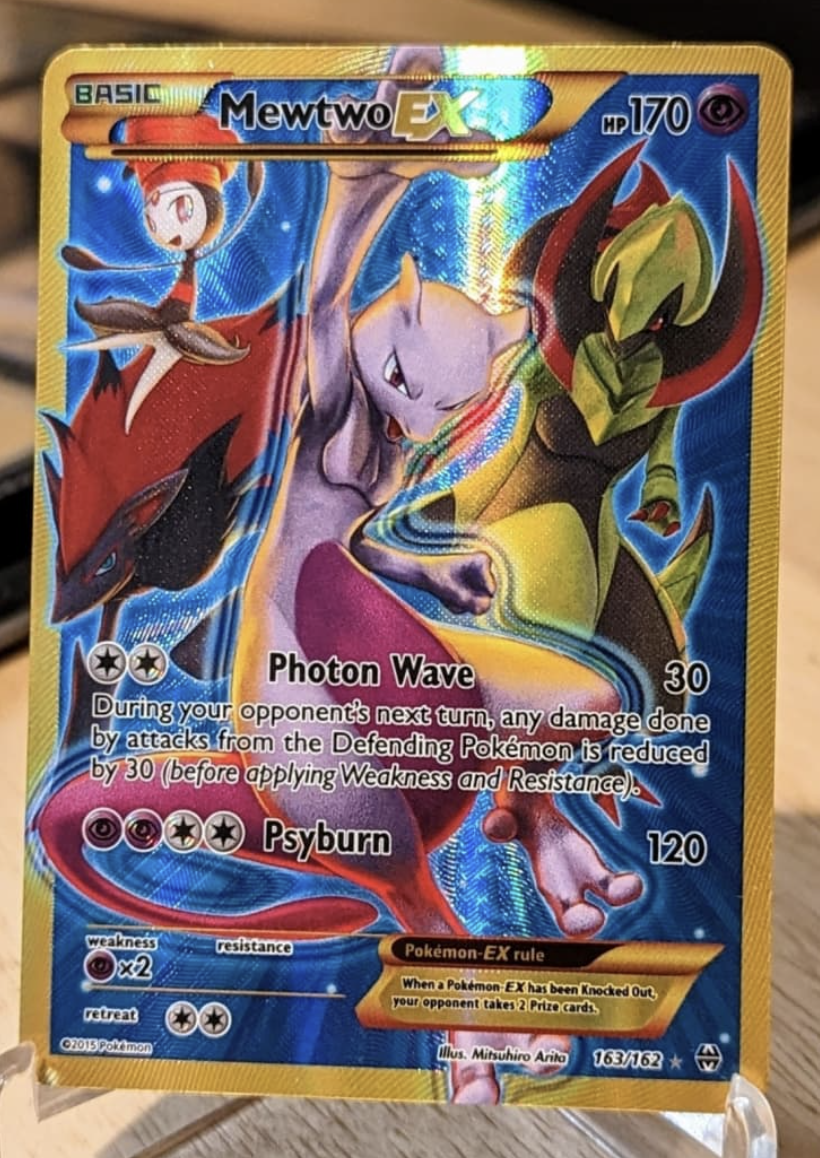 BASIC MewtwoEX HP170
Photon Wave 30
During your opponent's next turn, any damage done
by attacks from the Defending Pokémon is reduced
by 30 (before applying Weakness and Resistance).
Psyburn 120
weakness resistance
×2
retreat
Pokémon-EX rule
When a Pokémon-EX has been Knocked Out,
your opponent takes 2 Prize cards.
©2015 Pokémon
Illus. Mitsuhiro Arita 163/162